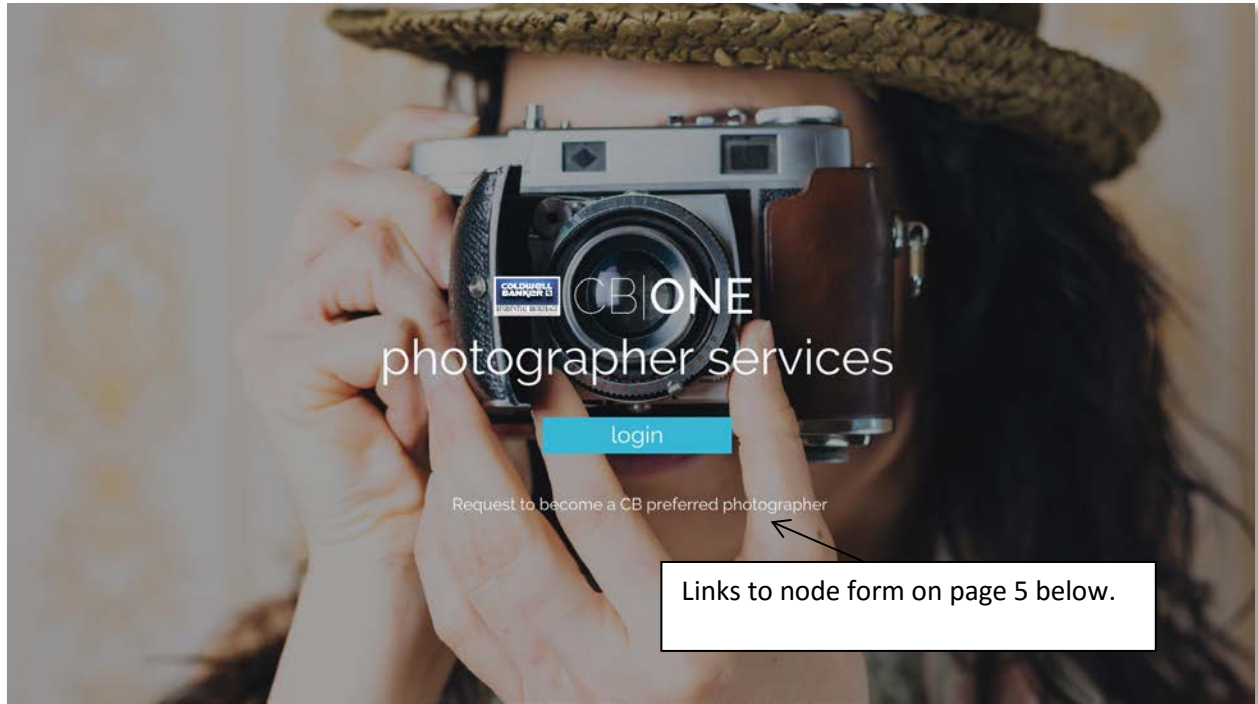 COLDWELL
BANKER
RESIDENTIAL BROKERAGE
CB|ONE
photographer services
login
Request to become a CB preferred photographer
Links to node form on page 5 below.